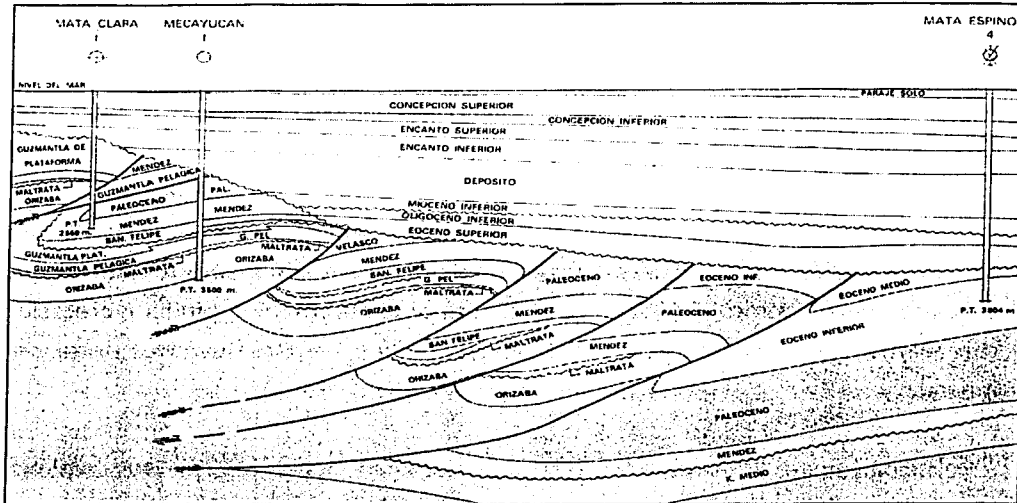 MATA CLARA
1
MECAYUCAN
1
MATA ESPINO
4
NIVEL DEL MAR
PARAJE SOLO
CONCEPCION SUPERIOR
CONCEPCION INFERIOR
ENCANTO SUPERIOR
ENCANTO INFERIOR
DEPOSITO
MIOCENO INFERIOR
OLIGOCENO INFERIOR
EOCENO SUPERIOR
GUZMANTLA DE
PLATAFORMA
MALTRATA
ORIZABA
MENDEZ
GUZMANTLA PELAGICA
PALEOCENO
PAL.
MENDEZ
MENDEZ
P.T.
2860 m.
SAN. FELIPE
GUZMANTLA PLAT.
GUZMANTLA PELAGICA
MALTRATA
ORIZABA
P.T. 3500 m.
ORIZABA
G. PEL.
MALTRATA
VELASCO
MENDEZ
SAN. FELIPE
G. PEL.
MALTRATA
ORIZABA
PALEOCENO
MENDEZ
SAN FELIPE
MALTRATA
ORIZABA
EOCENO INF.
PALEOCENO
MENDEZ
MALTRATA
ORIZABA
EOCENO MEDIO
EOCENO INFERIOR
P.T. 3804 m
PALEOCENO
MENDEZ
K. MEDIO